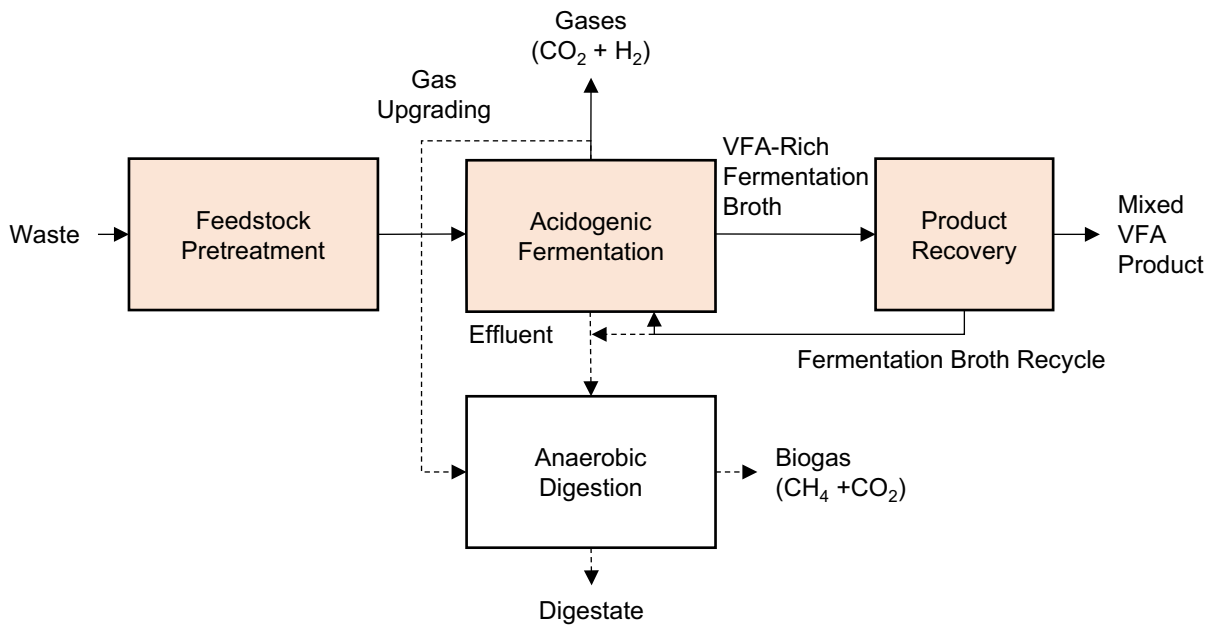 Gases
(CO₂ + H₂)
Gas
Upgrading
Waste
Feedstock
Pretreatment
Acidogenic
Fermentation
VFA-Rich
Fermentation
Broth
Product
Recovery
Mixed
VFA
Product
Effluent
Fermentation Broth Recycle
Anaerobic
Digestion
Biogas
(CH₄ +CO₂)
Digestate